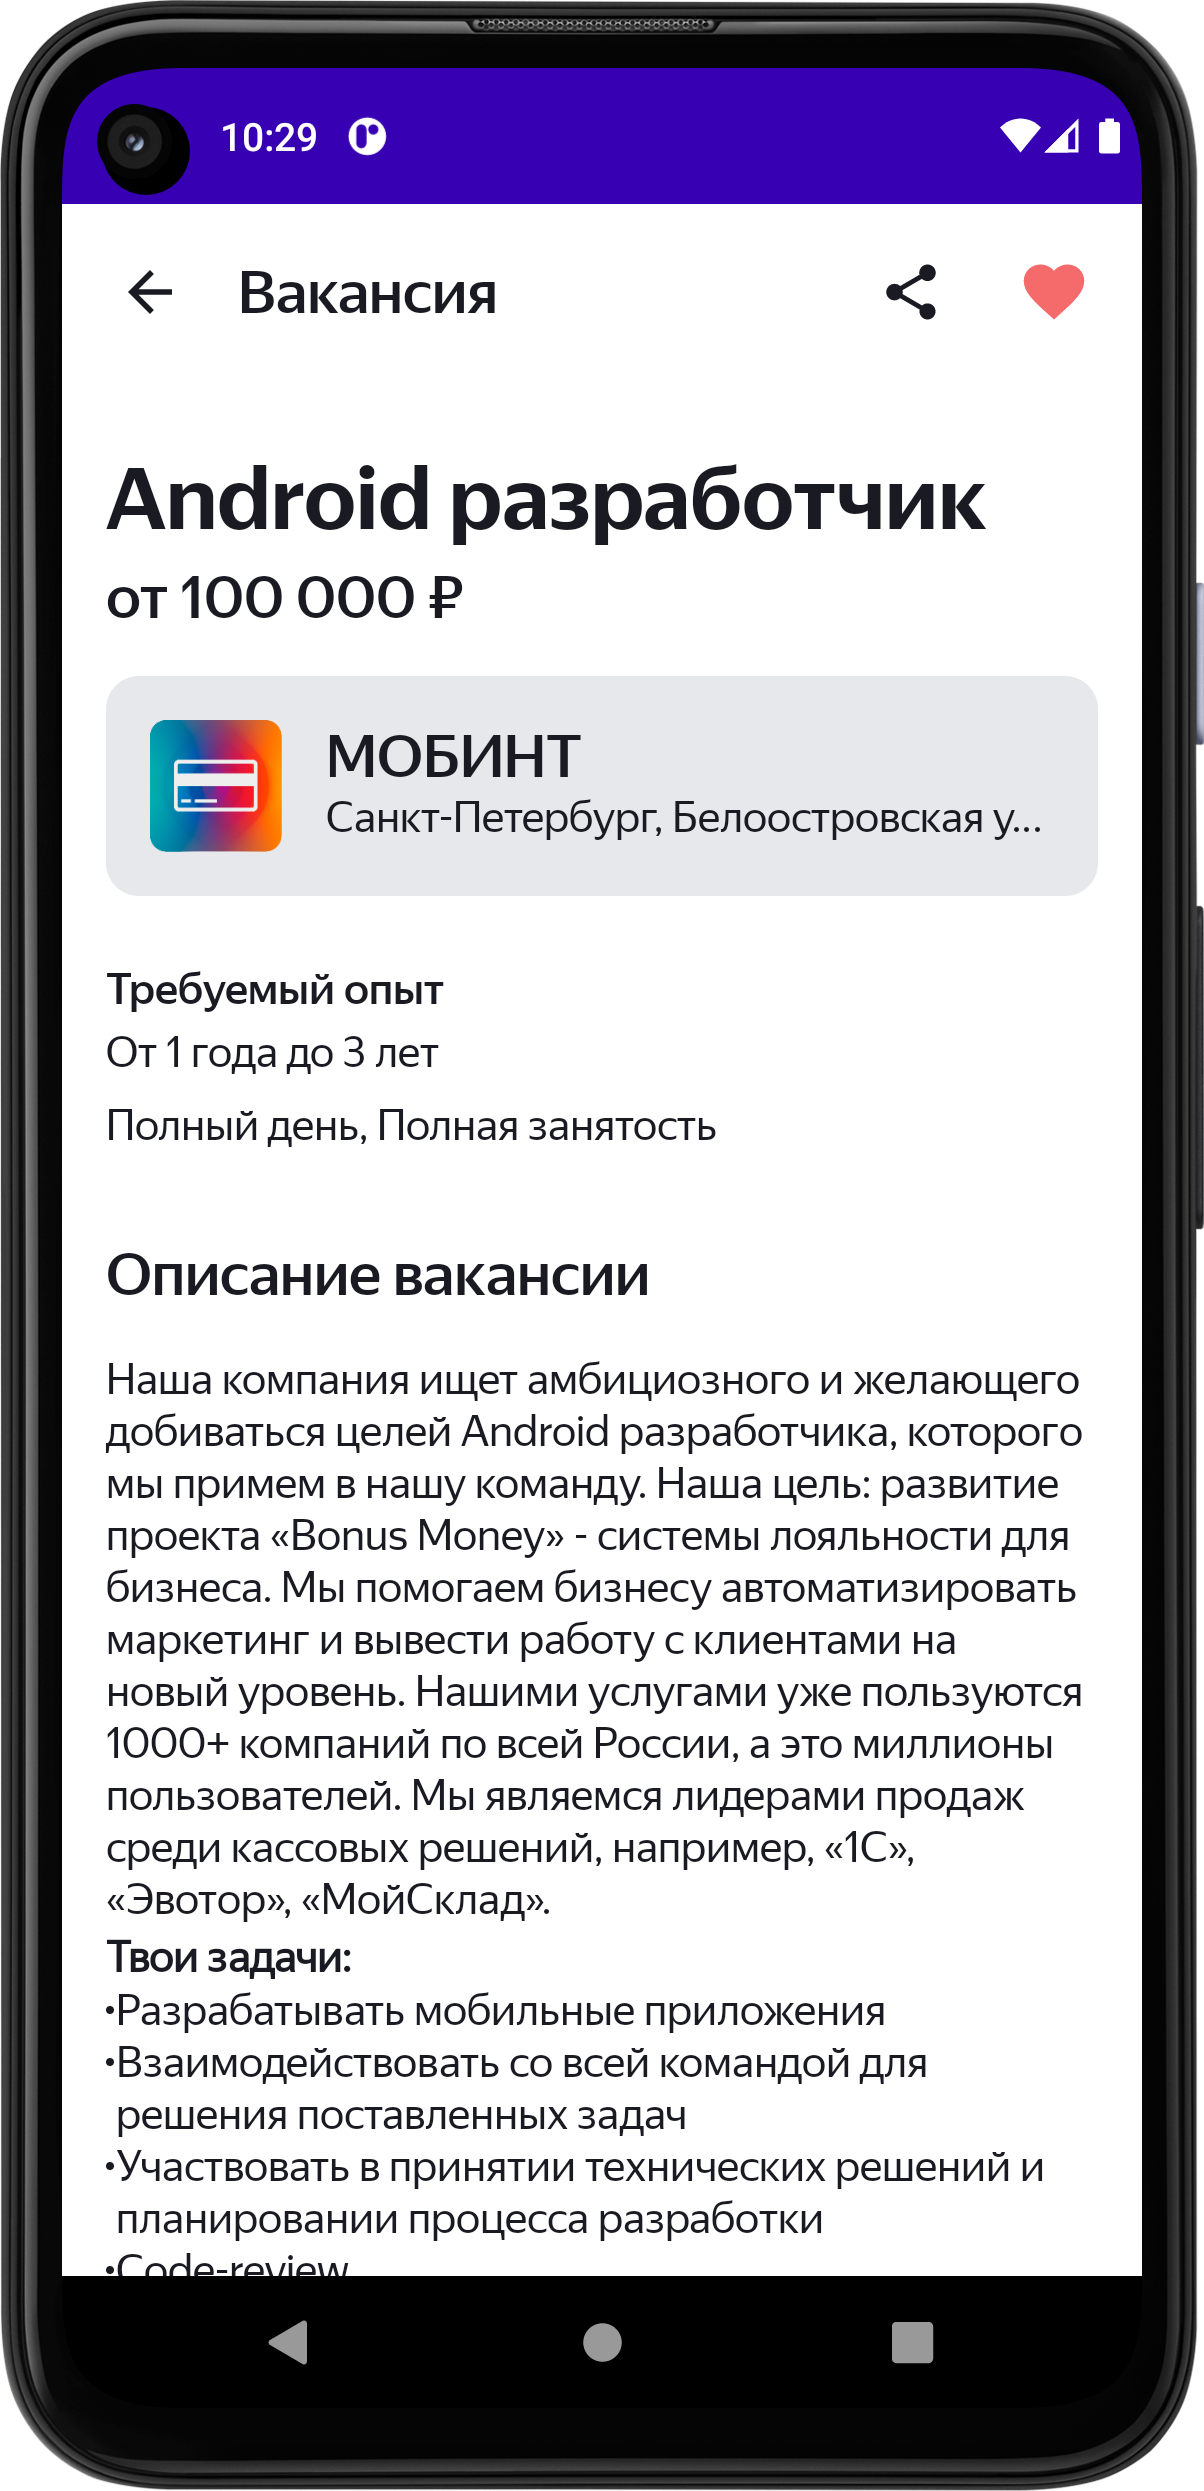 10:29
Вакансия
Android разработчик
от 100 000 ₽
МОБИНТ
Санкт-Петербург, Белоостровская у...
Требуемый опыт
От 1 года до 3 лет
Полный день, Полная занятость
Описание вакансии
Наша компания ищет амбициозного и желающего
добиваться целей Android разработчика, которого
мы примем в нашу команду. Наша цель: развитие
проекта «Bonus Money» - системы лояльности для
бизнеса. Мы помогаем бизнесу автоматизировать
маркетинг и вывести работу с клиентами на
новый уровень. Нашими услугами уже пользуются
1000+ компаний по всей России, а это миллионы
пользователей. Мы являемся лидерами продаж
среди кассовых решений, например, «1С»,
«Эвотор», «МойСклад».
Твои задачи:
•Разрабатывать мобильные приложения
•Взаимодействовать со всей командой для
решения поставленных задач
•Участвовать в принятии технических решений и
планировании процесса разработки
•Code-review